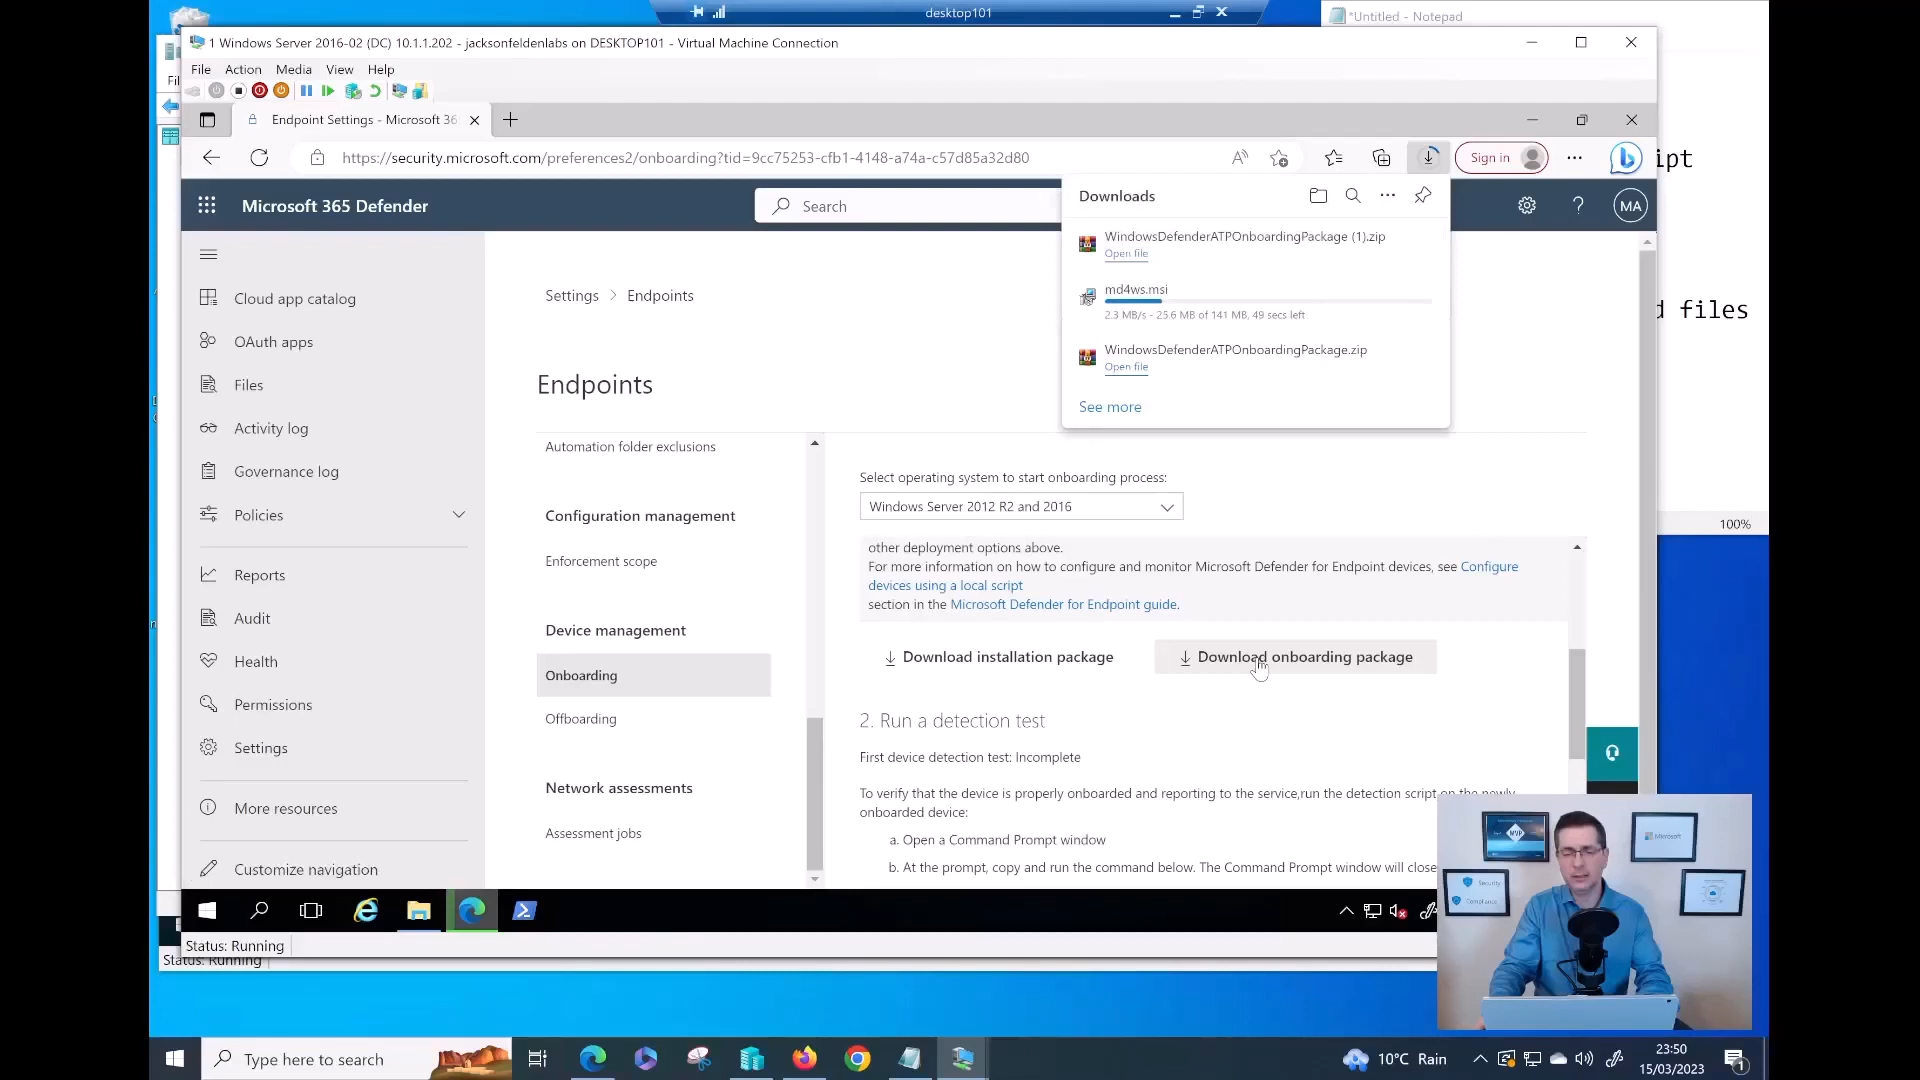 desktop101
*Untitled - Notepad
1 Windows Server 2016-02 (DC) 10.1.1.202 - jacksonfeldenlabs on DESKTOP101 - Virtual Machine Connection
File Action Media View Help
Endpoint Settings - Microsoft 36
https://security.microsoft.com/preferences2/onboarding?tid=9cc75253-cfb1-4148-a74a-c57d85a32d80
Sign in
ipt
Microsoft 365 Defender
Search
MA
Downloads
WindowsDefenderATPOnboardingPackage (1).zip
Open file
md4ws.msi
2.3 MB/s - 25.6 MB of 141 MB, 49 secs left
WindowsDefenderATPOnboardingPackage.zip
Open file
See more
d files
100%
Cloud app catalog
OAuth apps
Files
Activity log
Governance log
Policies
Reports
Audit
Health
Permissions
Settings
More resources
Customize navigation
Settings > Endpoints
Endpoints
Automation folder exclusions
Configuration management
Enforcement scope
Device management
Onboarding
Offboarding
Network assessments
Assessment jobs
Select operating system to start onboarding process:
Windows Server 2012 R2 and 2016
other deployment options above.
For more information on how to configure and monitor Microsoft Defender for Endpoint devices, see Configure
devices using a local script
section in the Microsoft Defender for Endpoint guide.
Download installation package
Download onboarding package
2. Run a detection test
First device detection test: Incomplete
To verify that the device is properly onboarded and reporting to the service,run the detection script on the newly
onboarded device:
a. Open a Command Prompt window
b. At the prompt, copy and run the command below. The Command Prompt window will close
MVP
Microsoft
Security
Compliance
Status: Running
Status: Running
Type here to search
10°C Rain
23:50
15/03/2023
1